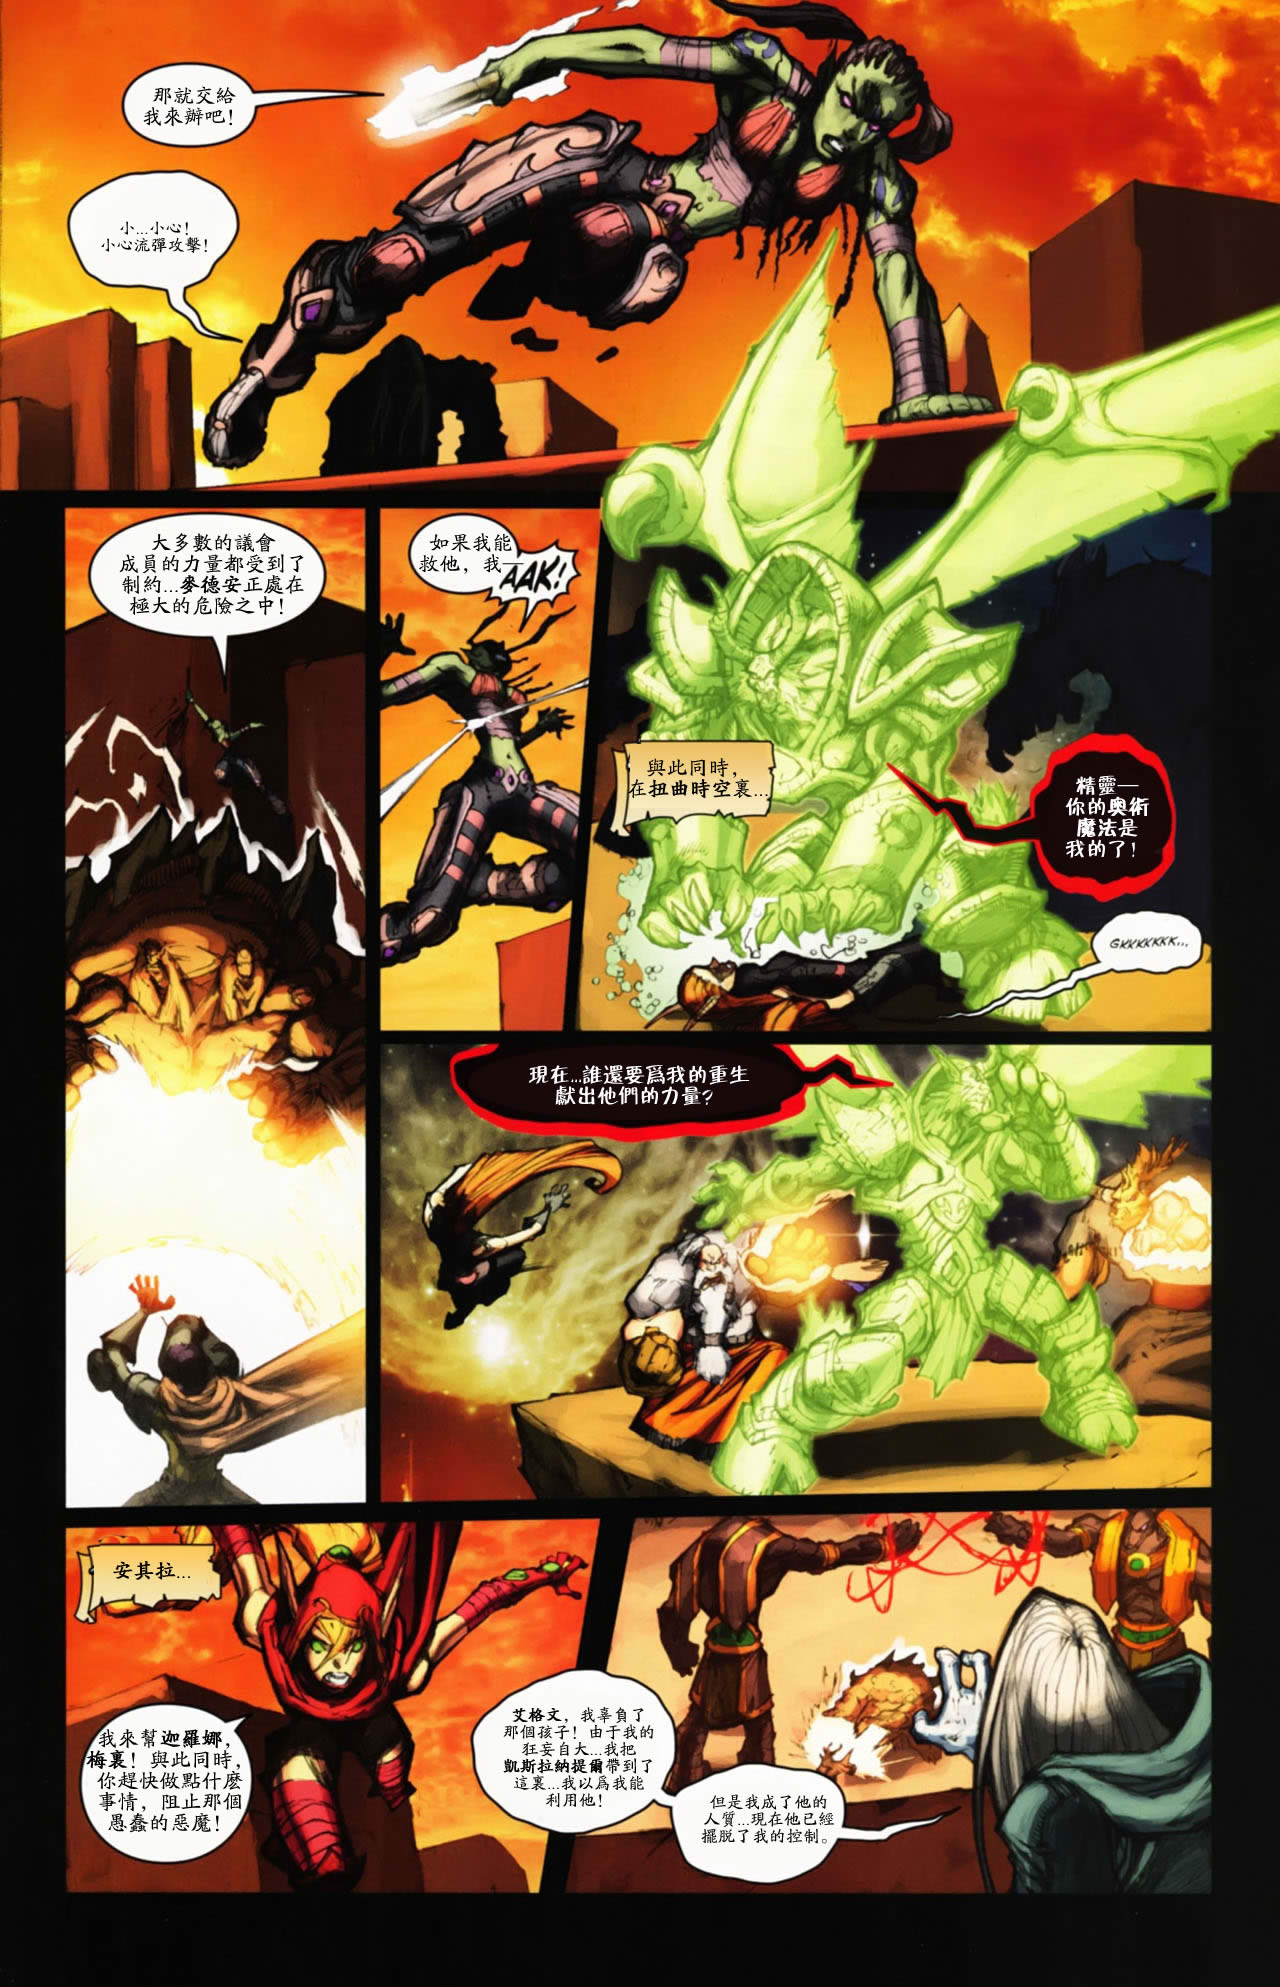 那就交給
我來辦吧！
小…小心！
小心流彈攻擊！
大多數的議會
成員的力量都受到了
制約…麥德安正處在
極大的危險之中！
如果我能
救他，我—
AAK!
與此同時，
在扭曲時空裏…
精靈—
你的奧術
魔法是
我的了！
GKKKKKKK...
現在…誰還要爲我的重生
獻出他們的力量？
安其拉…
我來幫迦羅娜，
梅裏！與此同時，
你趕快做點什麽
事情，阻止那個
愚蠢的惡魔！
艾格文，我辜負了
那個孩子！由于我的
狂妄自大…我把
凱斯拉納提爾帶到了
這裏…我以爲我能
利用他！
但是我成了他的
人質…現在他已經
擺脫了我的控制。